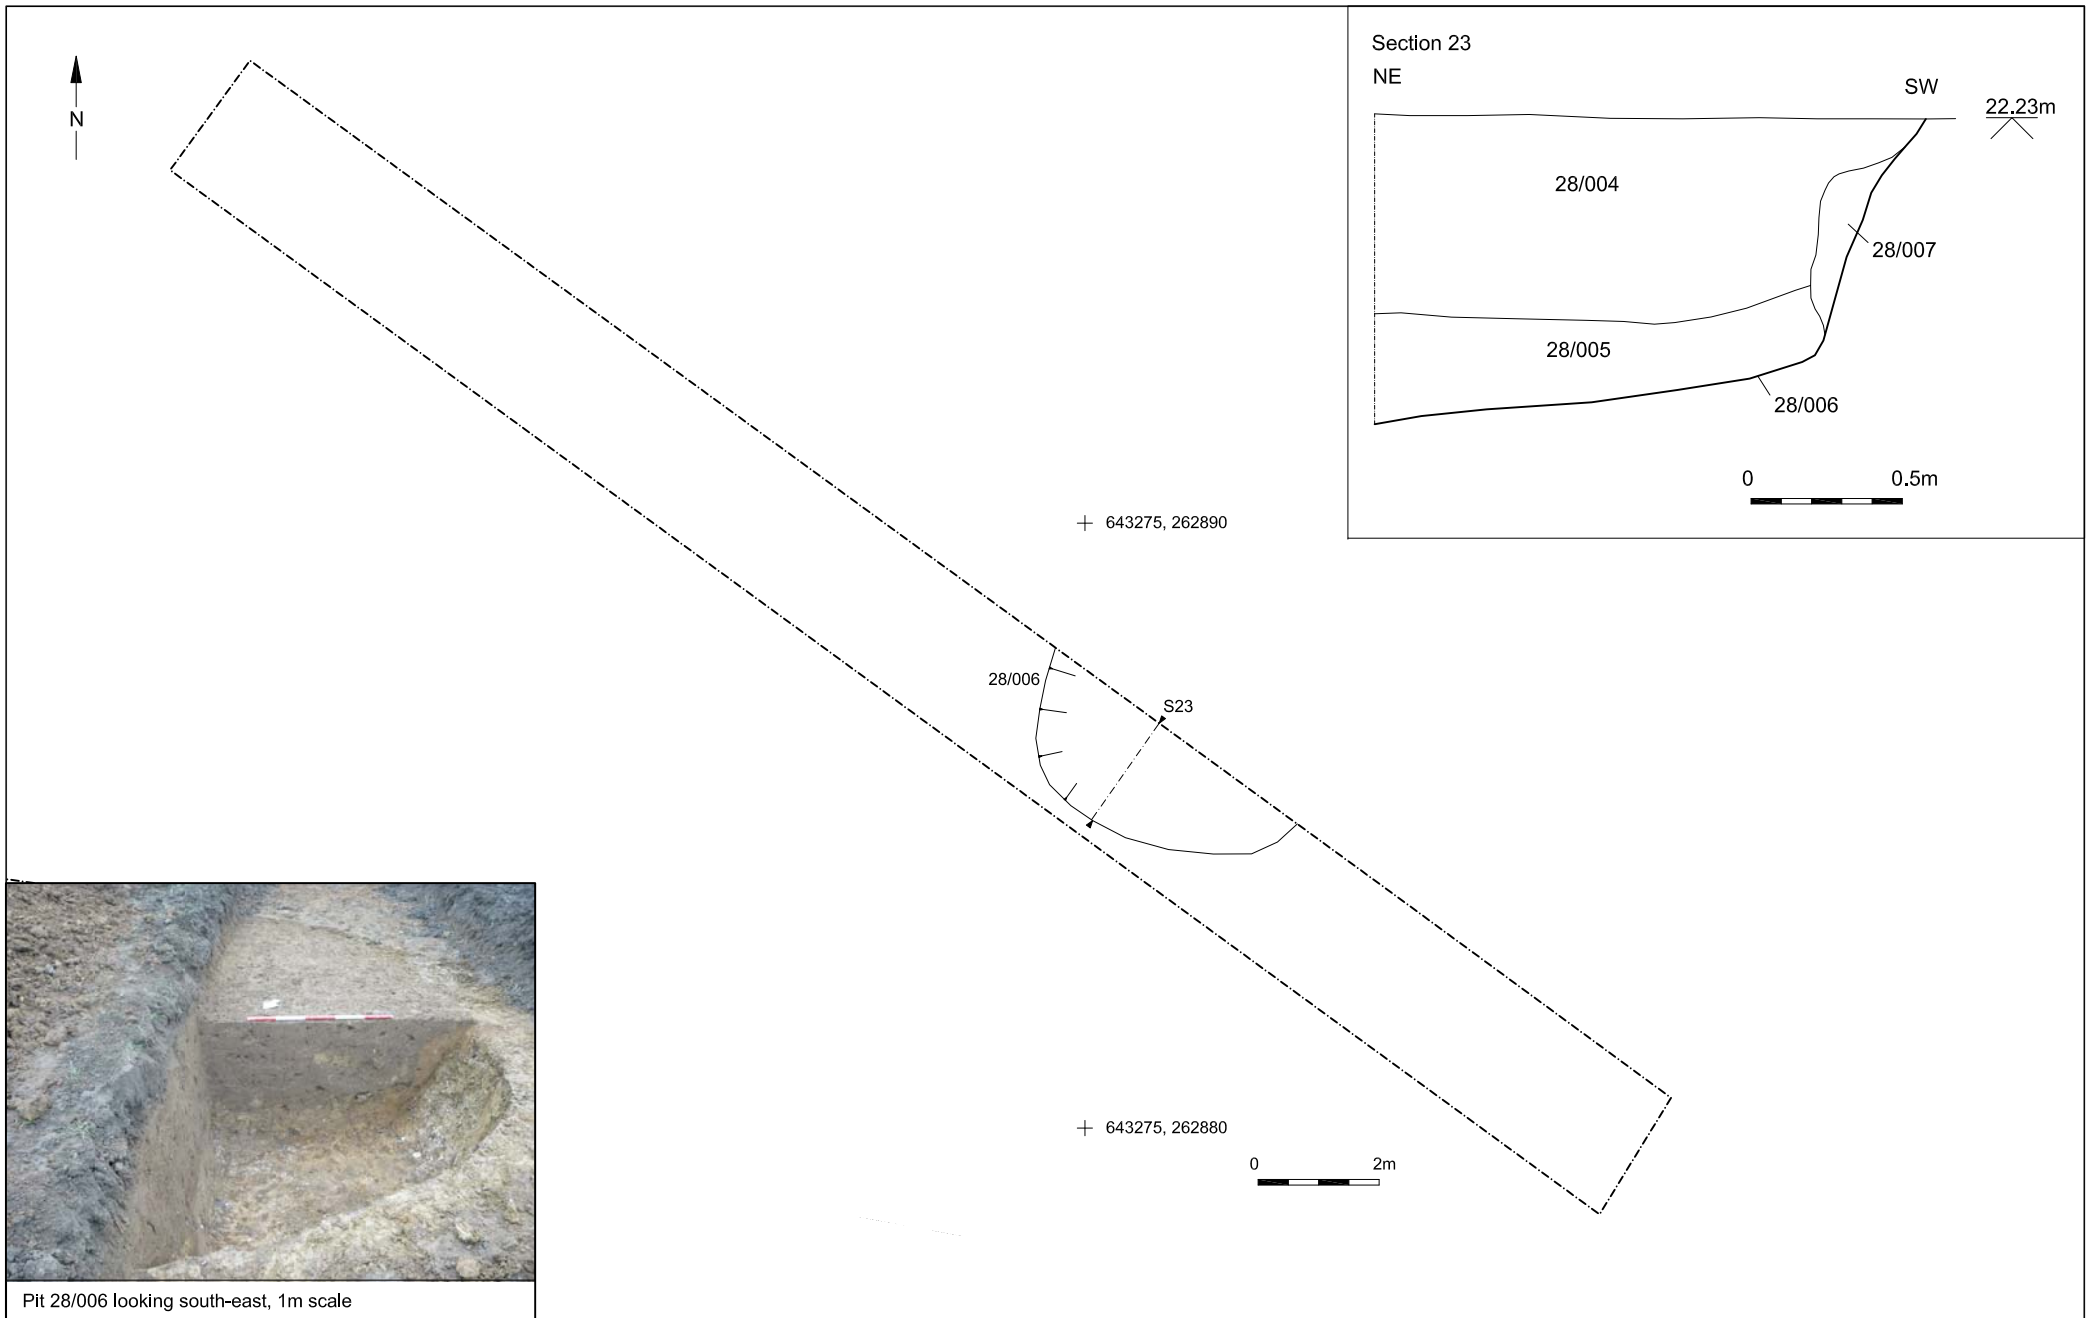 N
Section 23
NE
SW
22.23m
28/004
28/007
28/005
28/006
0 0.5m
643275, 262890
28/006
S23
643275, 262880
0 2m
Pit 28/006 looking south-east, 1m scale